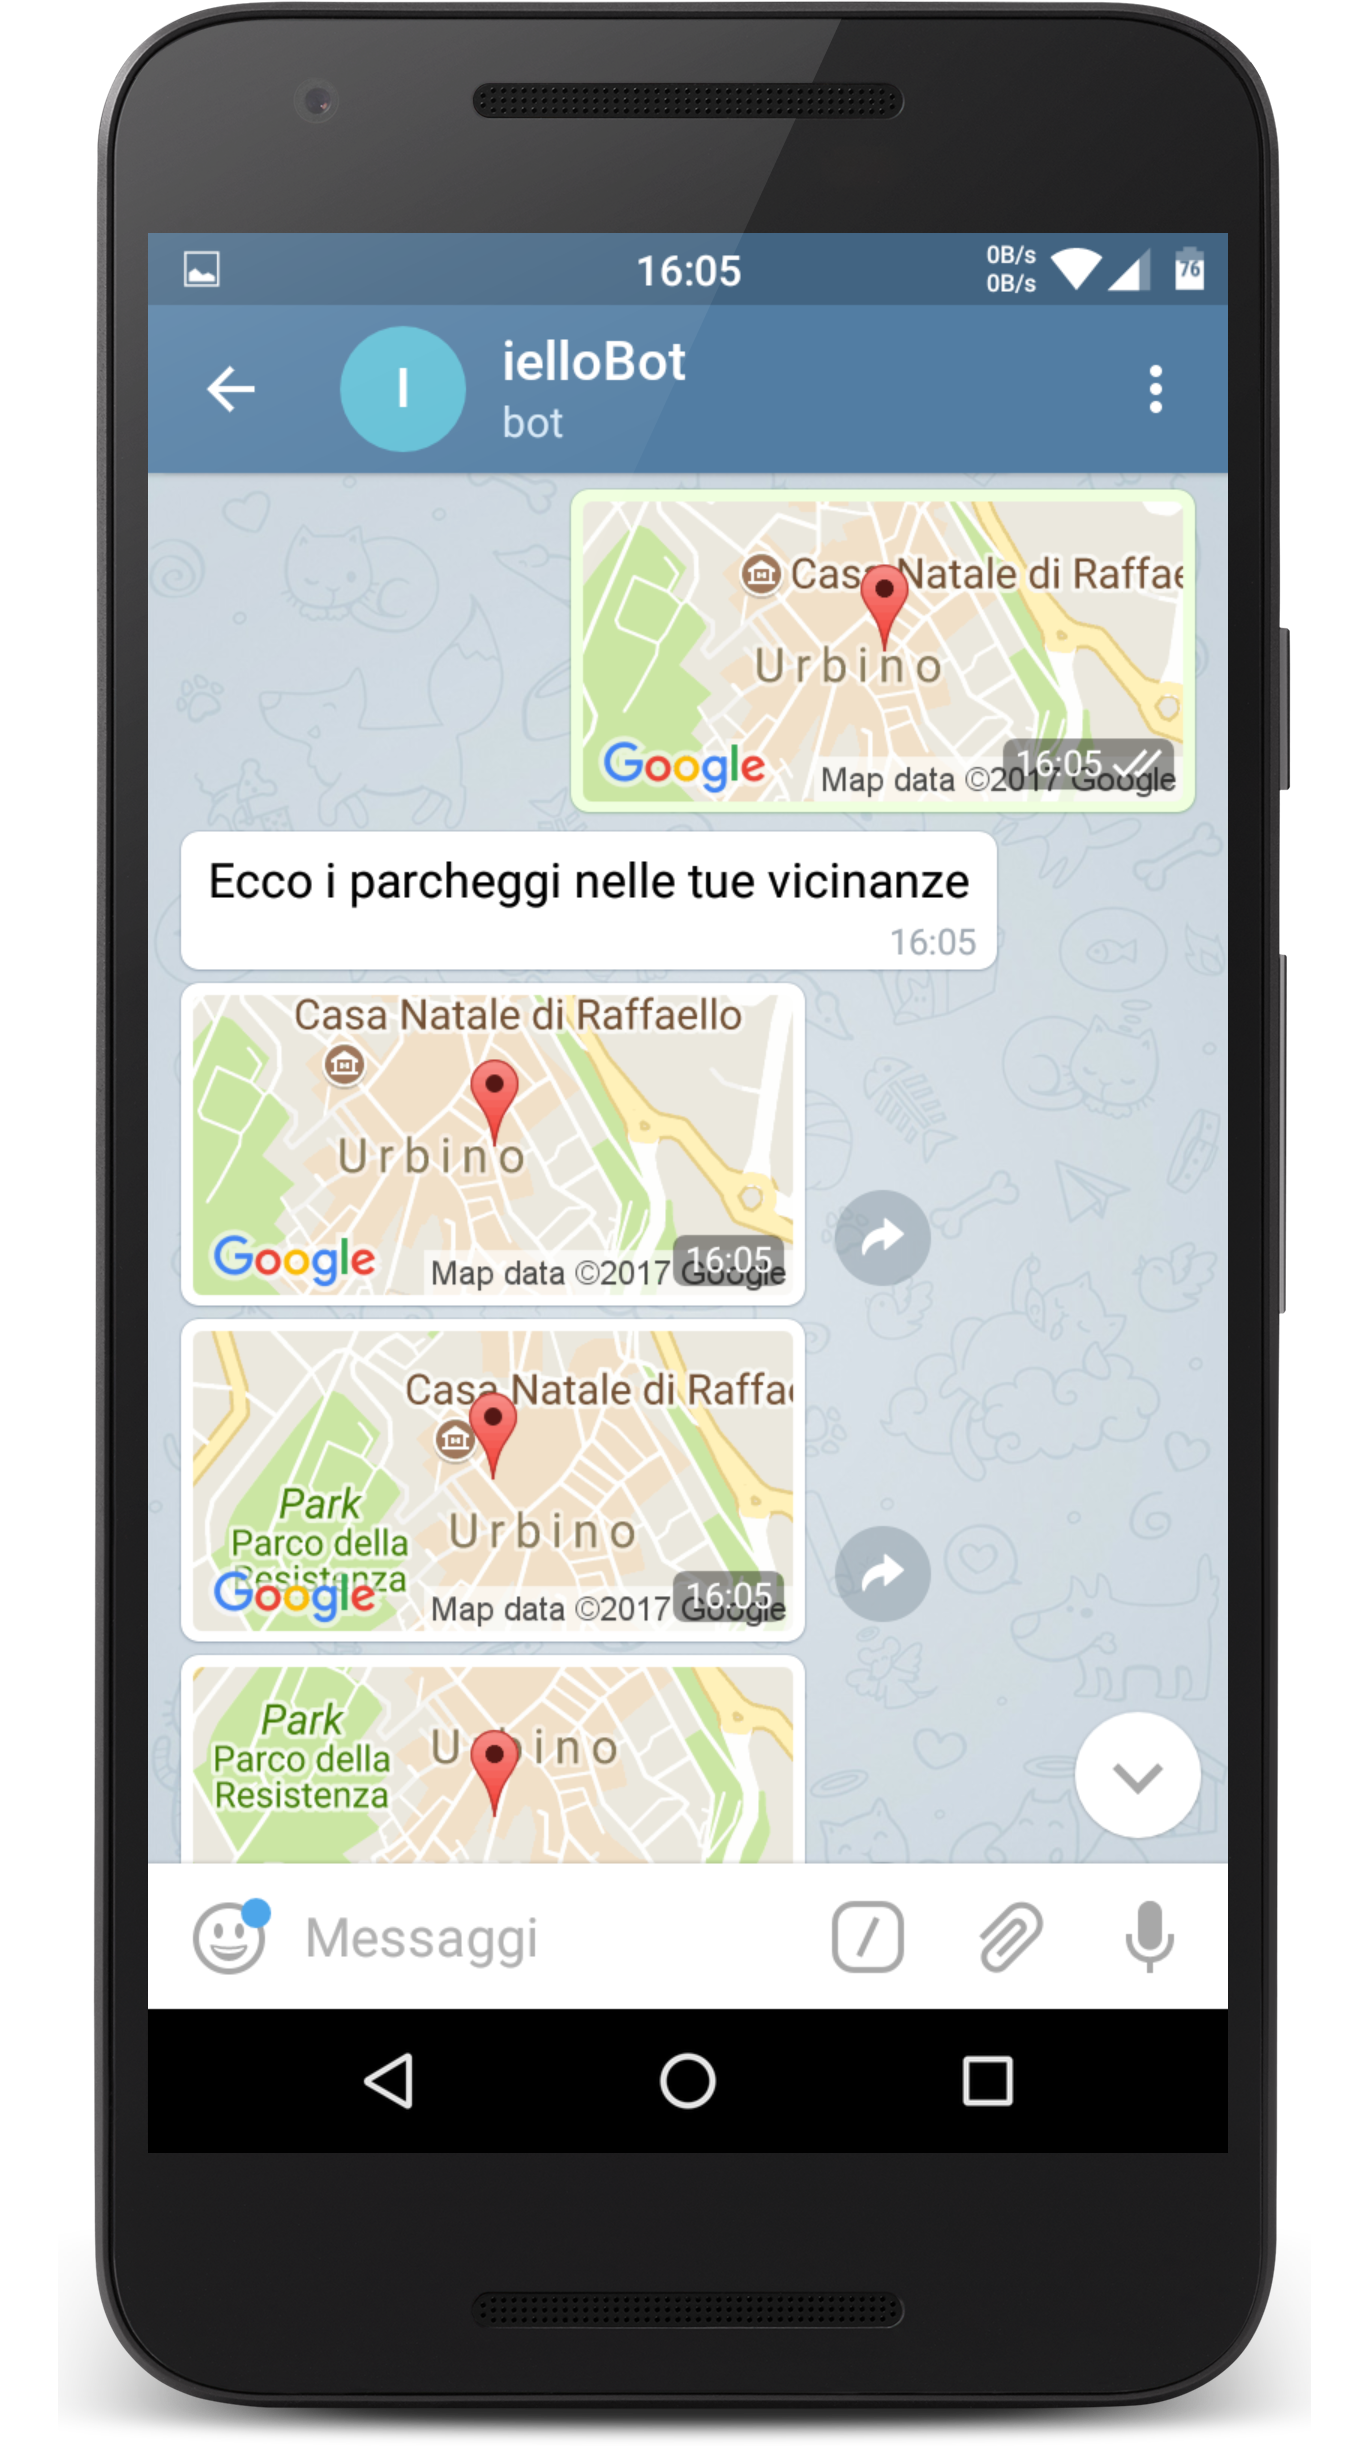 16:05
0B/s
0B/s
76
I
ielloBot
bot
Casa Natale di Raffae
Urbino
Google
Map data ©2017 Google
16:05
Ecco i parcheggi nelle tue vicinanze
16:05
Casa Natale di Raffaello
Urbino
Google
Map data ©2017 Google
16:05
Casa Natale di Raffae
Park
Parco della
Resistenza
Urbino
Google
Map data ©2017 Google
16:05
Park
Parco della
Resistenza
Urbino
Messaggi